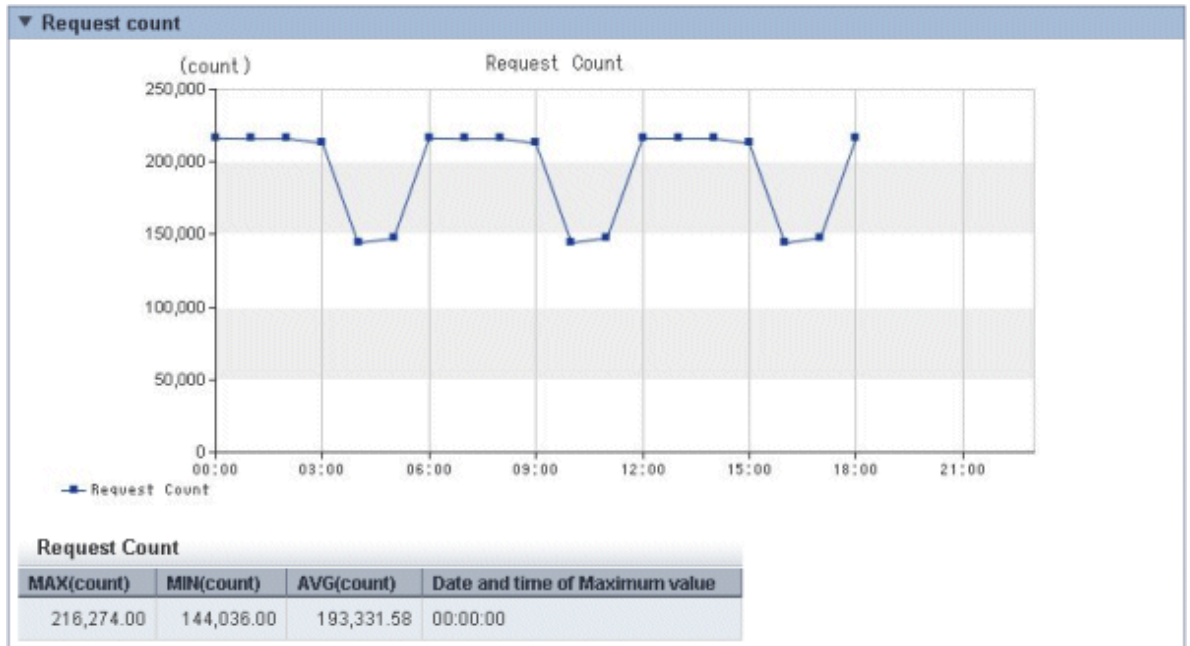 ▼ Request count
(count) Request Count
250,000
200,000
150,000
100,000
50,000
0
00:00 03:00 06:00 09:00 12:00 15:00 18:00 21:00
Request Count
Request Count
MAX(count) MIN(count) AVG(count) Date and time of Maximum value
216,274.00 144,036.00 193,331.58 00:00:00